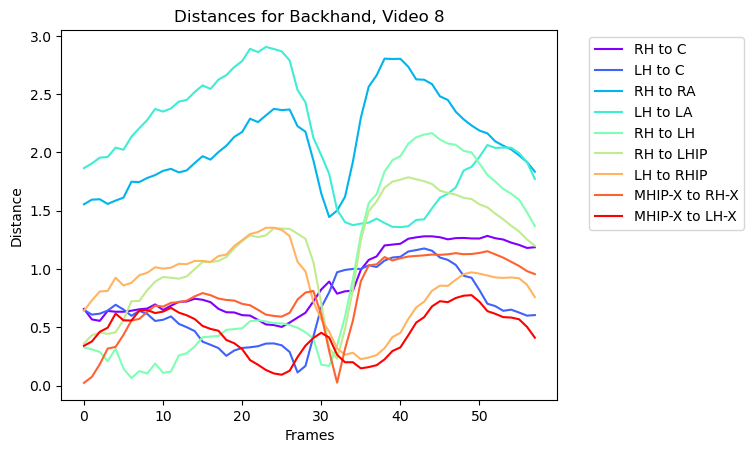 Distances for Backhand, Video 8
3.0
2.5
2.0
1.5
1.0
0.5
0.0
Distance
0 10 20 30 40 50
Frames
RH to C
LH to C
RH to RA
LH to LA
RH to LH
RH to LHIP
LH to RHIP
MHIP-X to RH-X
MHIP-X to LH-X